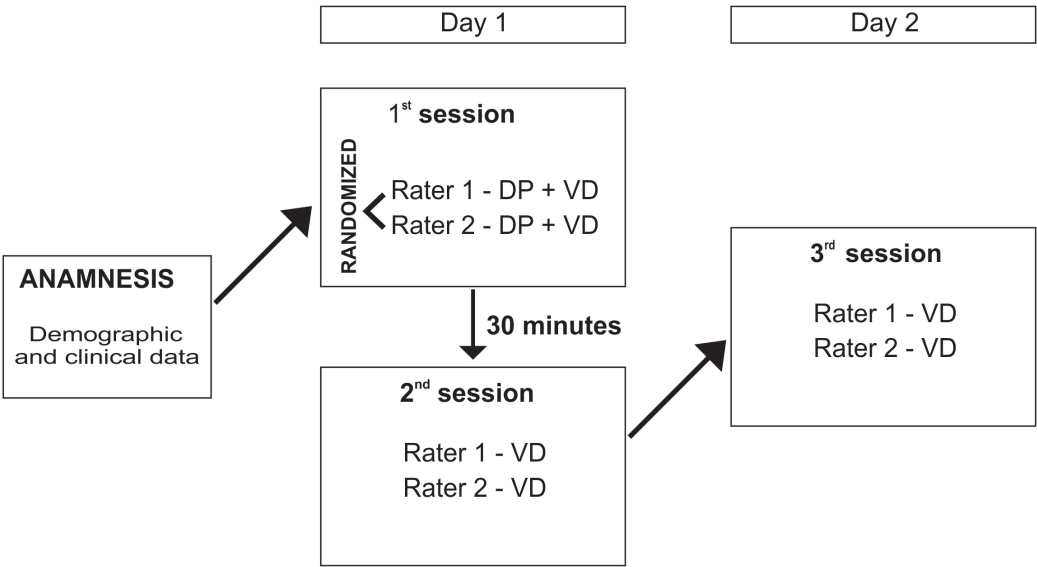 Day 1
Day 2
1st session
RANDOMIZED
Rater 1 - DP + VD
Rater 2 - DP + VD
ANAMNESIS
Demographic
and clinical data
30 minutes
2nd session
Rater 1 - VD
Rater 2 - VD
3rd session
Rater 1 - VD
Rater 2 - VD